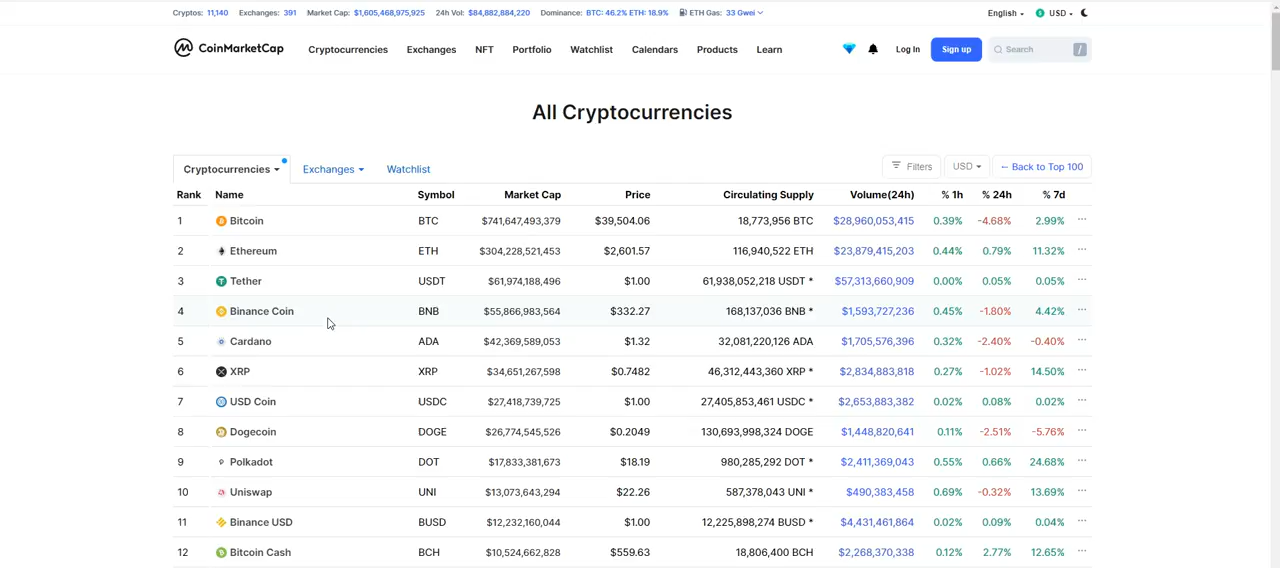 Cryptos: 11,140 Exchanges: 391 Market Cap: $1,605,468,975,925 24h Vol: $84,882,884,220 Dominance: BTC: 46.2% ETH: 18.9% ETH Gas: 33 Gwei English USD
CoinMarketCap Cryptocurrencies Exchanges NFT Portfolio Watchlist Calendars Products Learn Log In Sign up Search /
All Cryptocurrencies
Cryptocurrencies Exchanges Watchlist Filters USD ← Back to Top 100
Rank Name Symbol Market Cap Price Circulating Supply Volume(24h) % 1h % 24h % 7d
1 Bitcoin BTC $741,647,493,379 $39,504.06 18,773,956 BTC $28,960,053,415 0.39% -4.68% 2.99% ...
2 Ethereum ETH $304,228,521,453 $2,601.57 116,940,522 ETH $23,879,415,203 0.44% 0.79% 11.32% ...
3 Tether USDT $61,974,188,496 $1.00 61,938,052,218 USDT * $57,313,660,909 0.00% 0.05% 0.05% ...
4 Binance Coin BNB $55,866,983,564 $332.27 168,137,036 BNB * $1,593,727,236 0.45% -1.80% 4.42% ...
5 Cardano ADA $42,369,589,053 $1.32 32,081,220,126 ADA $1,705,576,396 0.32% -2.40% -0.40% ...
6 XRP XRP $34,651,267,598 $0.7482 46,312,443,360 XRP * $2,834,883,818 0.27% -1.02% 14.50% ...
7 USD Coin USDC $27,418,739,725 $1.00 27,405,853,461 USDC * $2,653,883,382 0.02% 0.08% 0.02% ...
8 Dogecoin DOGE $26,774,545,526 $0.2049 130,693,998,324 DOGE $1,448,820,641 0.11% -2.51% -5.76% ...
9 Polkadot DOT $17,833,381,673 $18.19 980,285,292 DOT * $2,411,369,043 0.55% 0.66% 24.68% ...
10 Uniswap UNI $13,073,643,294 $22.26 587,378,043 UNI * $490,383,458 0.69% -0.32% 13.69% ...
11 Binance USD BUSD $12,232,160,044 $1.00 12,225,898,274 BUSD * $4,431,461,864 0.02% 0.09% 0.04% ...
12 Bitcoin Cash BCH $10,524,662,828 $559.63 18,806,400 BCH $2,268,370,338 0.12% 2.77% 12.65% ...